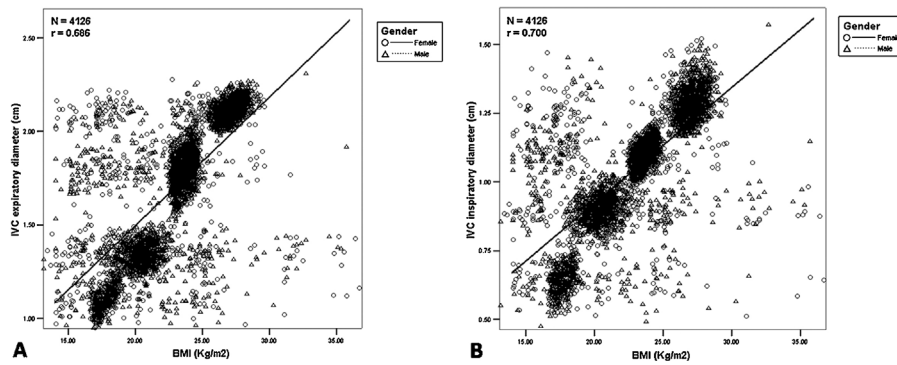 N = 4126
r = 0.686
Gender
Female
Male
2.50
2.00
1.50
1.00
IVC expiratory diameter (cm)
15.00 20.00 25.00 30.00 35.00
BMI (Kg/m2)
A
N = 4126
r = 0.700
Gender
Female
Male
1.50
1.25
1.00
0.75
0.50
IVC inspiratory diameter (cm)
15.00 20.00 25.00 30.00 35.00
BMI (Kg/m2)
B